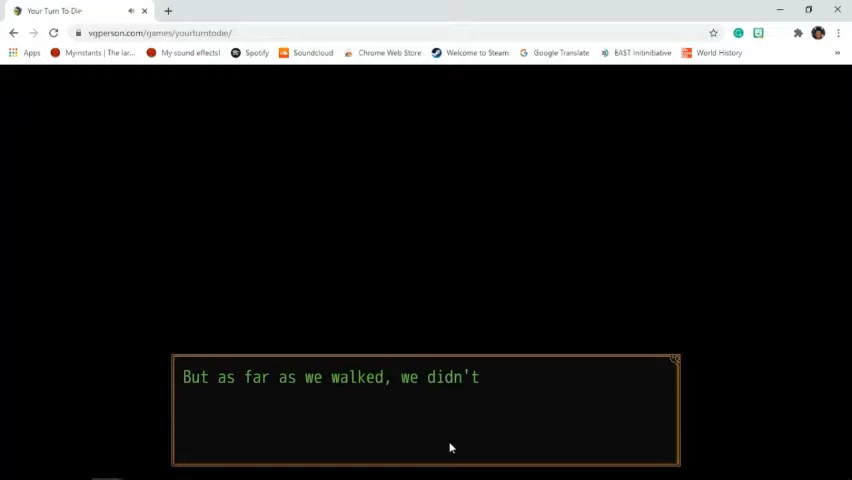 Your Turn To Die
vgperson.com/games/yourturntodie/
Apps
Myinstants | The lar...
My sound effects!
Spotify
Soundcloud
Chrome Web Store
Welcome to Steam
Google Translate
EAST Initinitiative
World History
»
But as far as we walked, we didn't